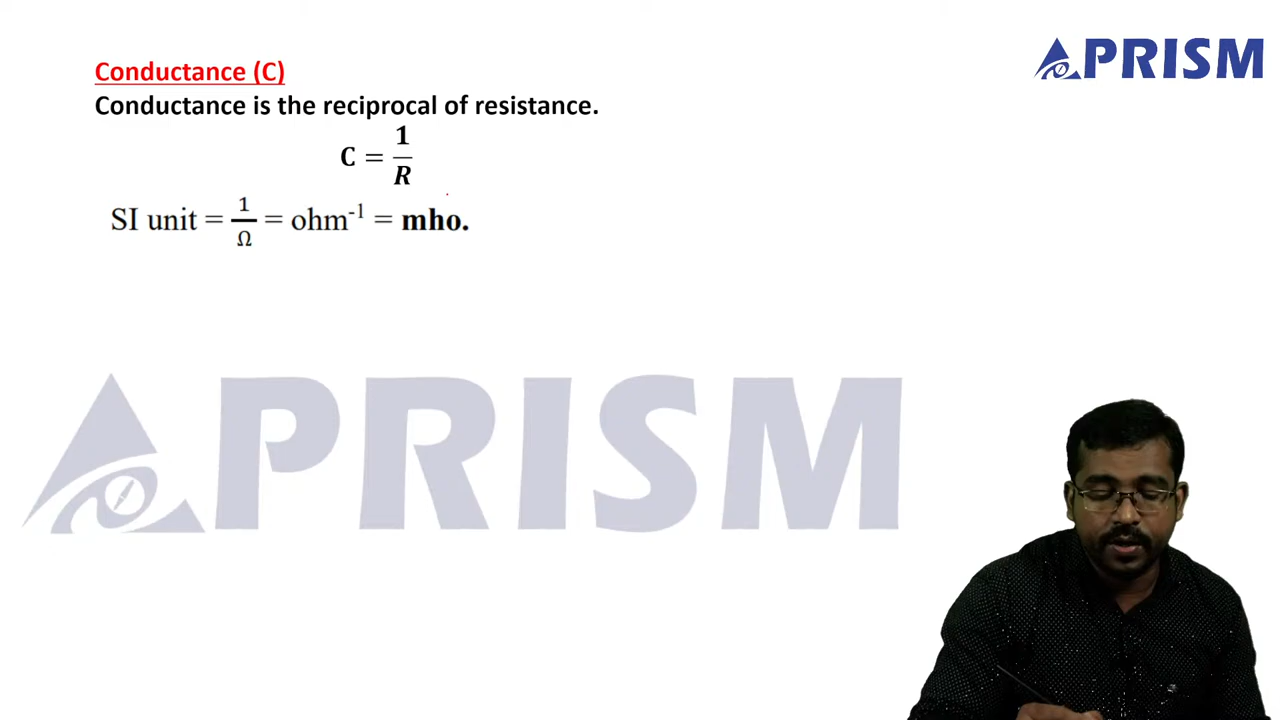 PRISM
Conductance (C)
Conductance is the reciprocal of resistance.
C = 1/R
SI unit = 1/Ω = ohm⁻¹ = mho.
PRISM